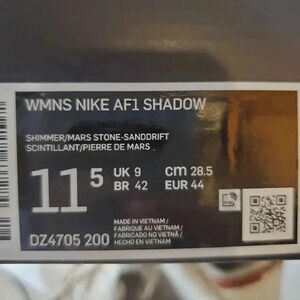 WMNS NIKE AF1 SHADOW
SHIMMER/MARS STONE-SANDDRIFT
SCINTILLANT/PIERRE DE MARS
11 5 UK 9 cm 28.5
BR 42 EUR 44
MADE IN VIETNAM /
FABRIQUE AU VIETNAM /
FABRICADO NO VIETNÃ /
HECHO EN VIETNAM
DZ4705 200